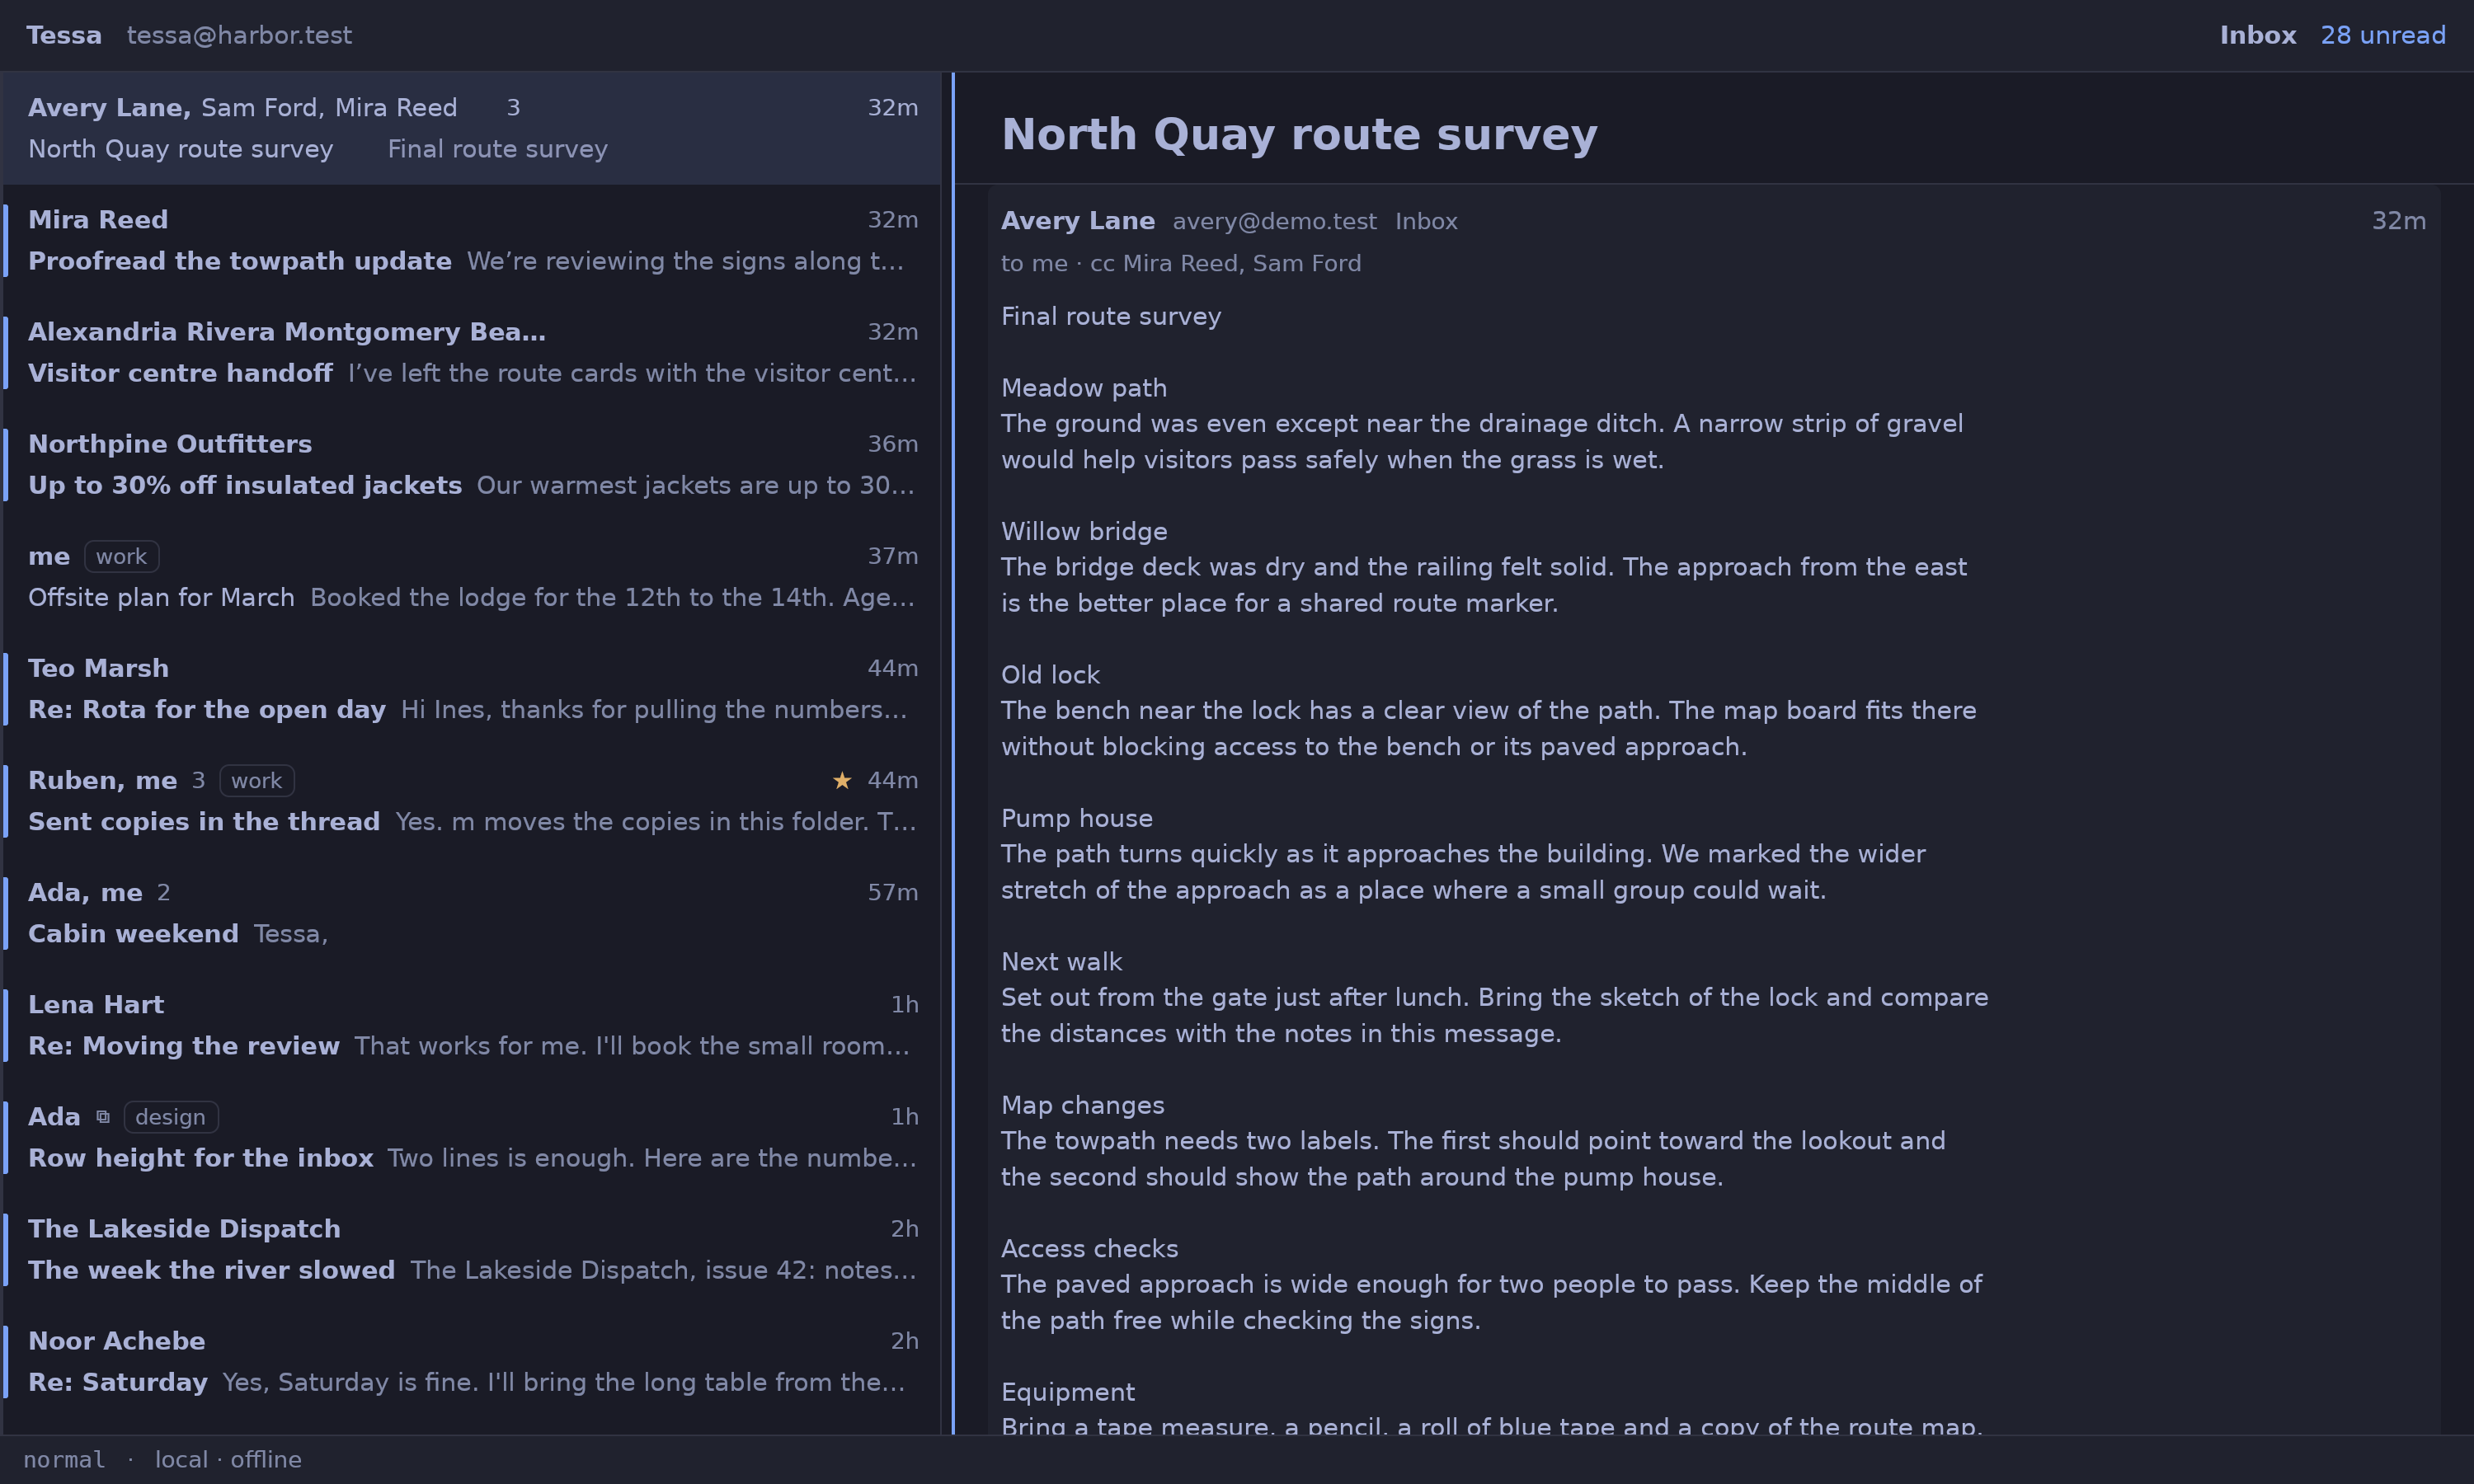 Tessa tessa@harbor.test Inbox 28 unread
Avery Lane, Sam Ford, Mira Reed 3 32m
North Quay route survey Final route survey
Mira Reed 32m
Proofread the towpath update We’re reviewing the signs along t…
Alexandria Rivera Montgomery Bea… 32m
Visitor centre handoff I’ve left the route cards with the visitor cent…
Northpine Outfitters 36m
Up to 30% off insulated jackets Our warmest jackets are up to 30…
me work 37m
Offsite plan for March Booked the lodge for the 12th to the 14th. Age…
Teo Marsh 44m
Re: Rota for the open day Hi Ines, thanks for pulling the numbers…
Ruben, me 3 work ★ 44m
Sent copies in the thread Yes. m moves the copies in this folder. T…
Ada, me 2 57m
Cabin weekend Tessa,
Lena Hart 1h
Re: Moving the review That works for me. I'll book the small room…
Ada design 1h
Row height for the inbox Two lines is enough. Here are the numbe…
The Lakeside Dispatch 2h
The week the river slowed The Lakeside Dispatch, issue 42: notes…
Noor Achebe 2h
Re: Saturday Yes, Saturday is fine. I'll bring the long table from the…
North Quay route survey
Avery Lane avery@demo.test Inbox 32m
to me · cc Mira Reed, Sam Ford
Final route survey
Meadow path
The ground was even except near the drainage ditch. A narrow strip of gravel
would help visitors pass safely when the grass is wet.
Willow bridge
The bridge deck was dry and the railing felt solid. The approach from the east
is the better place for a shared route marker.
Old lock
The bench near the lock has a clear view of the path. The map board fits there
without blocking access to the bench or its paved approach.
Pump house
The path turns quickly as it approaches the building. We marked the wider
stretch of the approach as a place where a small group could wait.
Next walk
Set out from the gate just after lunch. Bring the sketch of the lock and compare
the distances with the notes in this message.
Map changes
The towpath needs two labels. The first should point toward the lookout and
the second should show the path around the pump house.
Access checks
The paved approach is wide enough for two people to pass. Keep the middle of
the path free while checking the signs.
Equipment
Bring a tape measure, a pencil, a roll of blue tape and a copy of the route map.
normal · local · offline